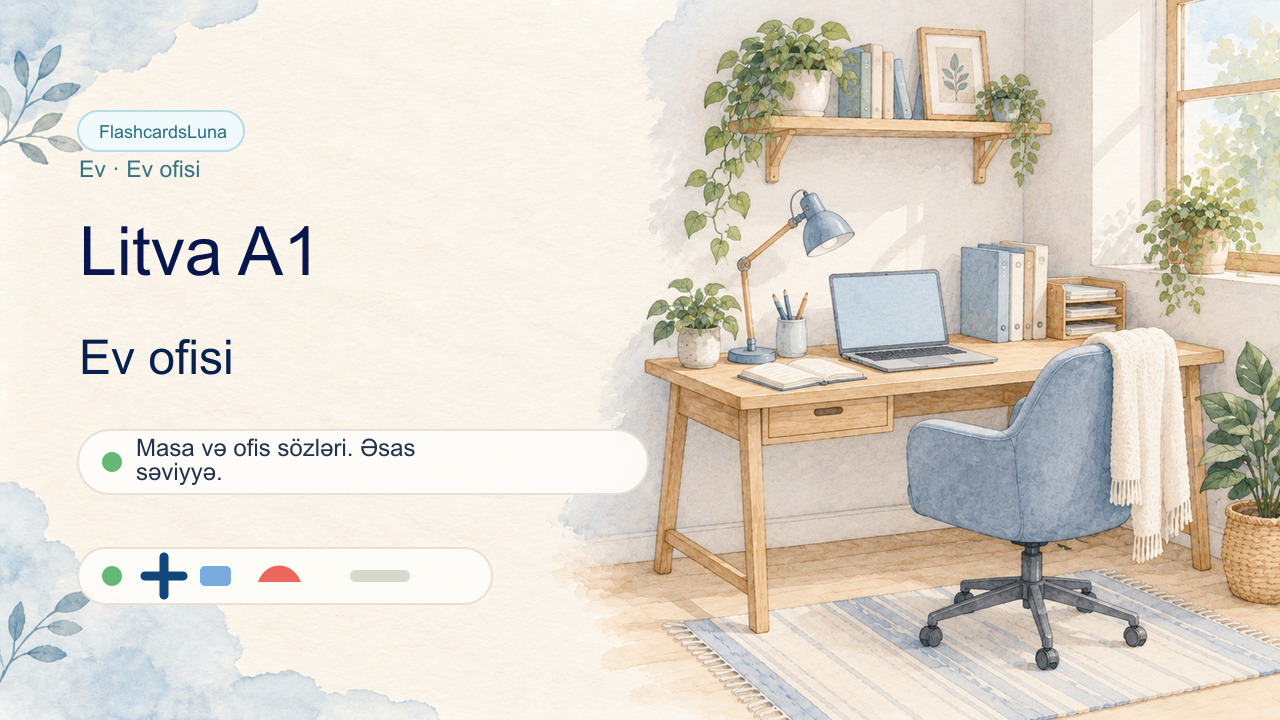 FlashcardsLuna
Ev · Ev ofisi
Litva A1
Ev ofisi
Masa və ofis sözləri. Əsas
səviyyə.